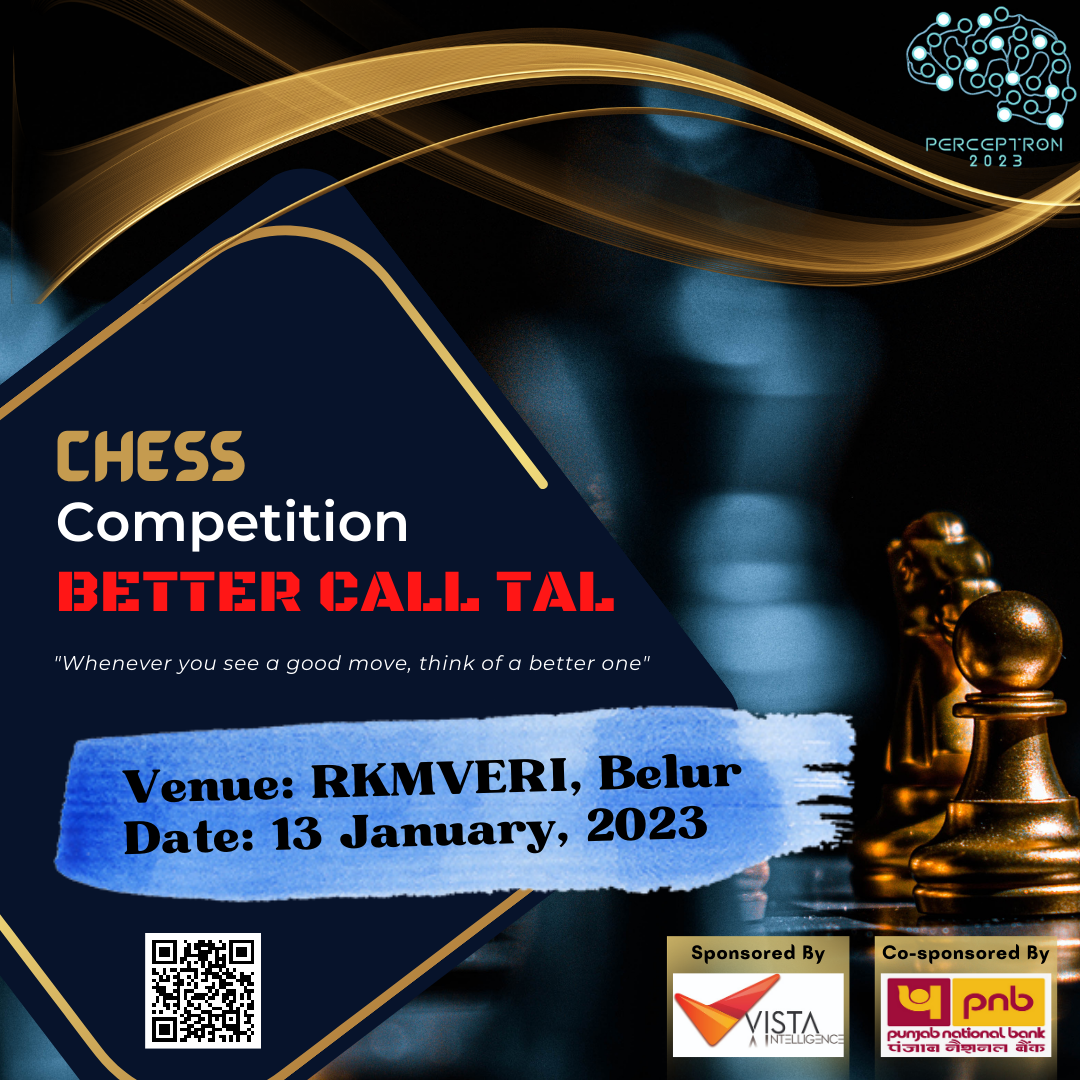 PERCEPTRON
2023
CHESS
Competition
BETTER CALL TAL
"Whenever you see a good move, think of a better one"
Venue: RKMVERI, Belur
Date: 13 January, 2023
Sponsored By
VISTA
AI INTELLIGENCE
Co-sponsored By
प pnb
punjab national bank
पंजाब नैशनल बैंक